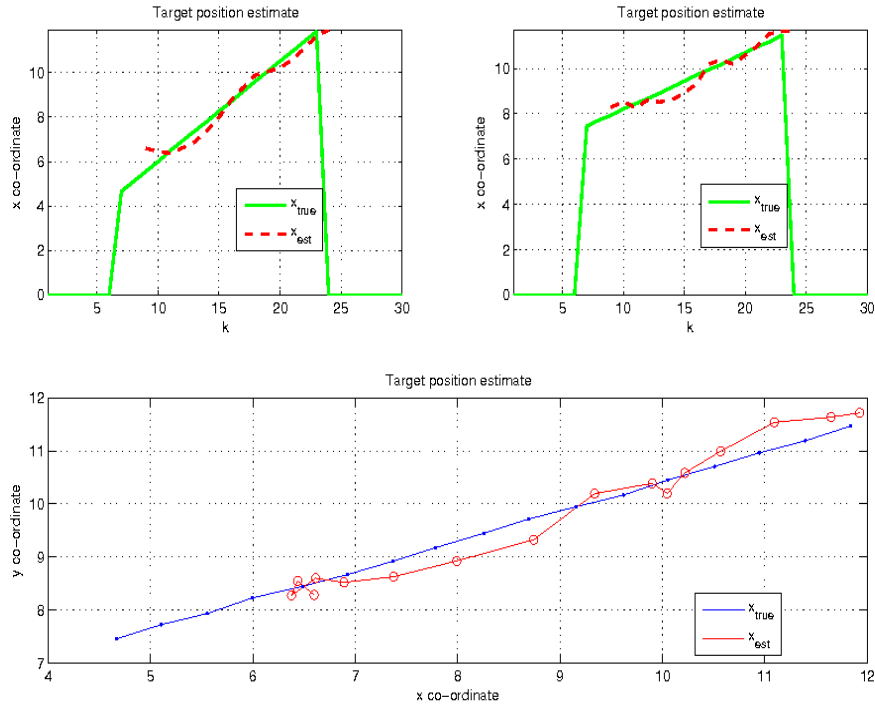 Target position estimate
x co-ordinate
10
8
6
4
2
0
5
10
15
20
25
30
k
x_true
x_est
Target position estimate
x co-ordinate
10
8
6
4
2
0
5
10
15
20
25
30
k
x_true
x_est
Target position estimate
y co-ordinate
12
11
10
9
8
7
4
5
6
7
8
9
10
11
12
x co-ordinate
x_true
x_est